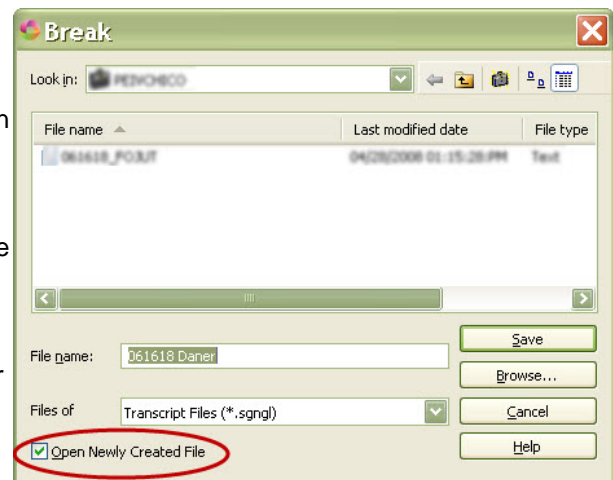 Break
Look in:
File name Last modified date File type
File name: 061618 Daner
Save
Browse...
Files of Transcript Files (*.sgngl)
Cancel
Open Newly Created File
Help